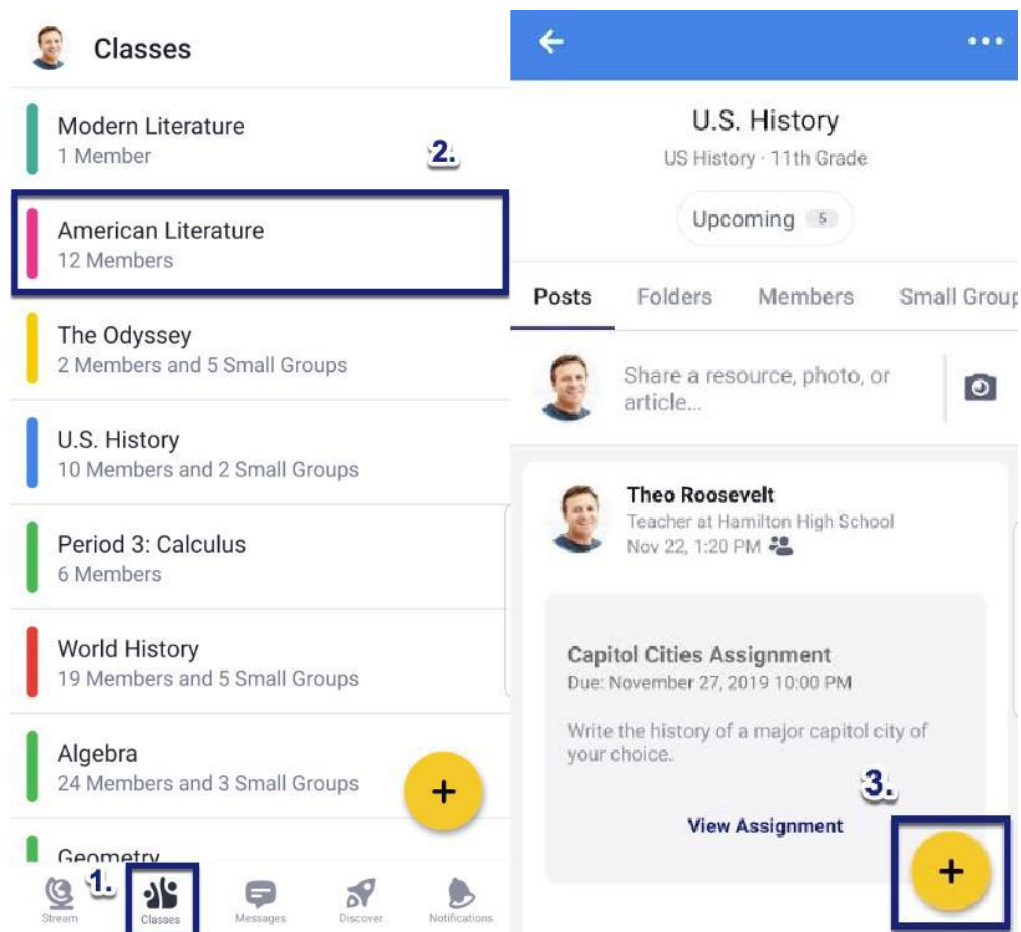 Classes
Modern Literature
1 Member
2.
American Literature
12 Members
The Odyssey
2 Members and 5 Small Groups
U.S. History
10 Members and 2 Small Groups
Period 3: Calculus
6 Members
World History
19 Members and 5 Small Groups
Algebra
24 Members and 3 Small Groups
+
Geometry
1.
Stream
Classes
Messages
Discover
Notifications
U.S. History
US History · 11th Grade
Upcoming 5
Posts Folders Members Small Group
Share a resource, photo, or
article...
Theo Roosevelt
Teacher at Hamilton High School
Nov 22, 1:20 PM
Capitol Cities Assignment
Due: November 27, 2019 10:00 PM
Write the history of a major capitol city of
your choice.
3.
View Assignment
+